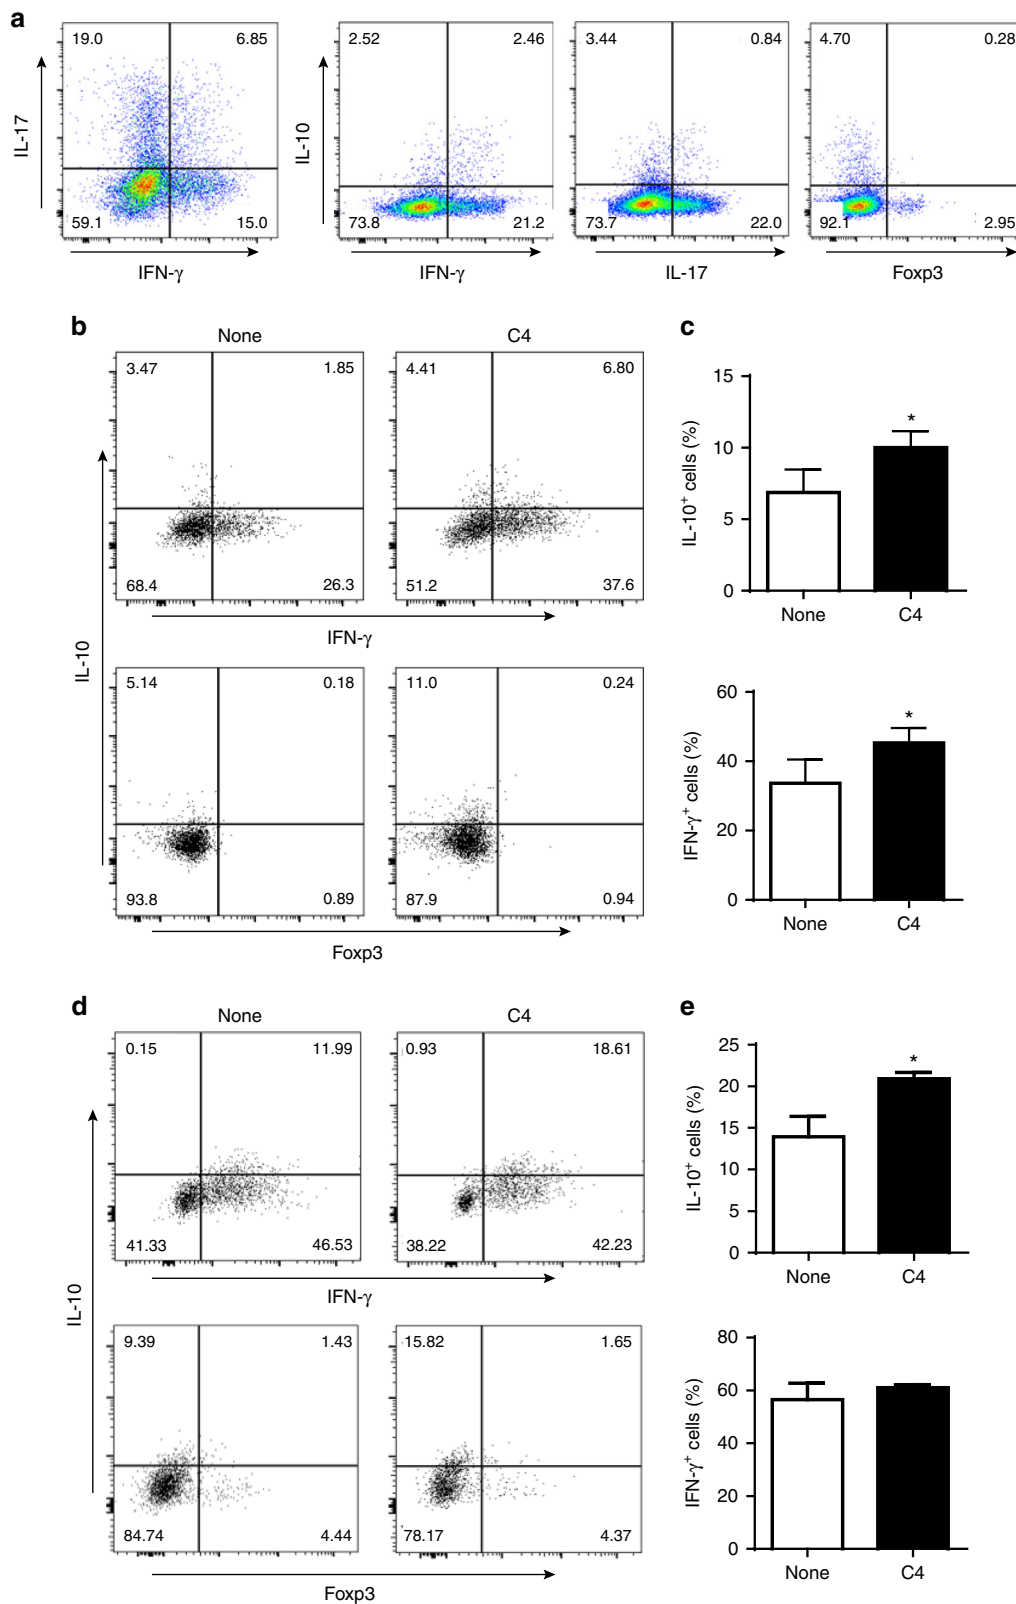 a
19.0 6.85
59.1 15.0
IL-17
IFN-γ
2.52 2.46
73.8 21.2
IL-10
IFN-γ
3.44 0.84
73.7 22.0
IL-17
4.70 0.28
92.1 2.95
Foxp3
b
None C4
3.47 1.85
68.4 26.3
4.41 6.80
51.2 37.6
IFN-γ
IL-10
5.14 0.18
93.8 0.89
11.0 0.24
87.9 0.94
Foxp3
c
15
10
5
0
IL-10+ cells (%)
*
None C4
60
40
20
0
IFN-γ+ cells (%)
*
None C4
d
None C4
0.15 11.99
41.33 46.53
0.93 18.61
38.22 42.23
IFN-γ
IL-10
9.39 1.43
84.74 4.44
15.82 1.65
78.17 4.37
Foxp3
e
25
20
15
10
5
0
IL-10+ cells (%)
*
None C4
80
60
40
20
0
IFN-γ+ cells (%)
None C4